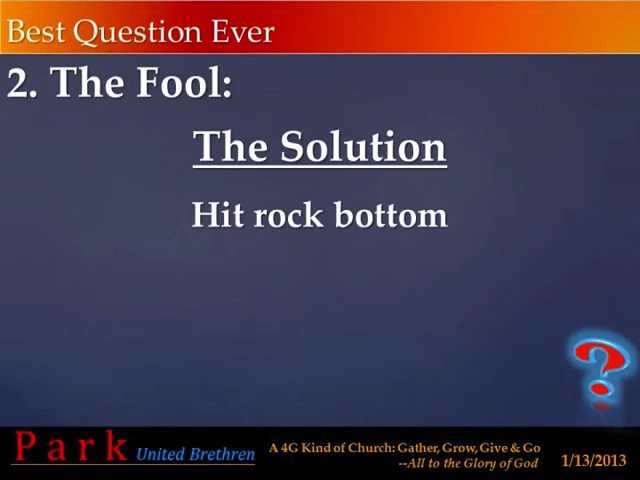 Best Question Ever
2. The Fool:
The Solution
Hit rock bottom
?
Park United Brethren
A 4G Kind of Church: Gather, Grow, Give & Go
--All to the Glory of God
1/13/2013